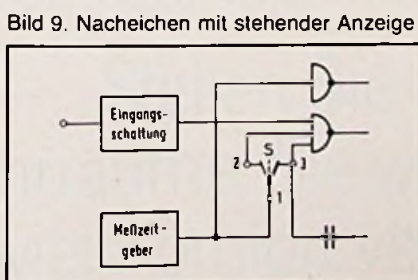 Bild 9. Nacheichen mit stehender Anzeige
Eingangs-
schaltung
S
2
3
1
Meßzeit-
geber